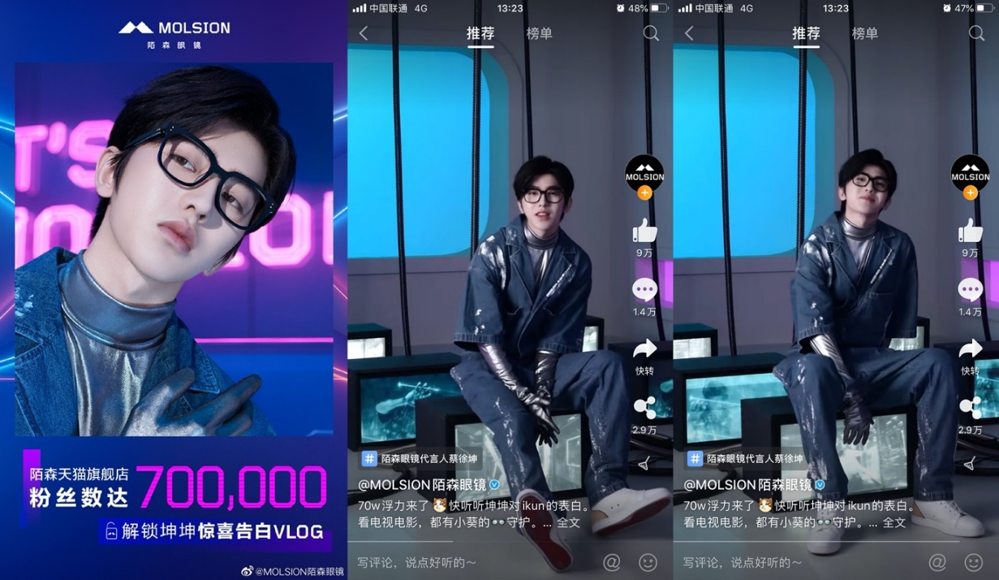 MOLSION
陌森眼镜
T'S
陌森天猫旗舰店
粉丝数达
700,000
解锁坤坤惊喜告白VLOG
@MOLSION陌森眼镜
中国联通 4G
13:23
48%
推荐
榜单
MOLSION
9万
1.4万
快转
2.9万
# 陌森眼镜代言人蔡徐坤
@MOLSION陌森眼镜
70w浮力来了🐱快听听坤坤对ikun的表白。
看电视电影，都有小葵的👀守护。... 全文
写评论，说点好听的～
@
中国联通 4G
13:23
47%
推荐
榜单
MOLSION
9万
1.4万
快转
2.9万
# 陌森眼镜代言人蔡徐坤
@MOLSION陌森眼镜
70w浮力来了🐱快听听坤坤对ikun的表白。
看电视电影，都有小葵的👀守护。... 全文
写评论，说点好听的～
@